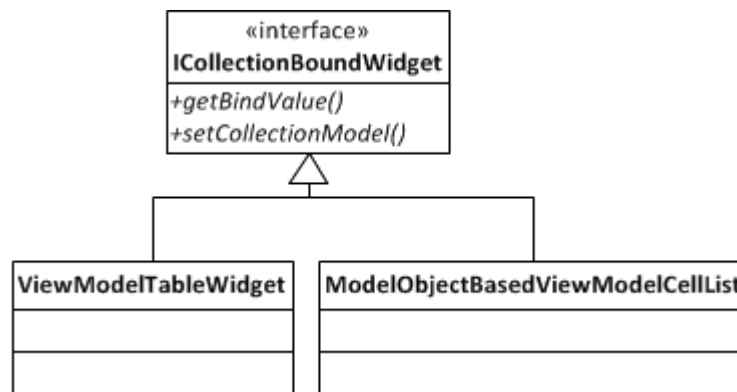 «interface»
ICollectionBoundWidget
+getBindValue()
+setCollectionModel()
ViewModelTableWidget
ModelObjectBasedViewModelCellList